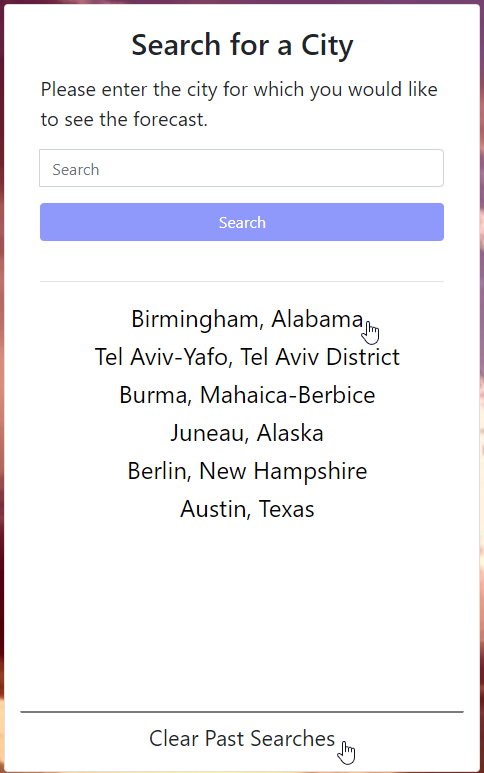 Search for a City
Please enter the city for which you would like
to see the forecast.
Search
Search
Birmingham, Alabama
Tel Aviv-Yafo, Tel Aviv District
Burma, Mahaica-Berbice
Juneau, Alaska
Berlin, New Hampshire
Austin, Texas
Clear Past Searches